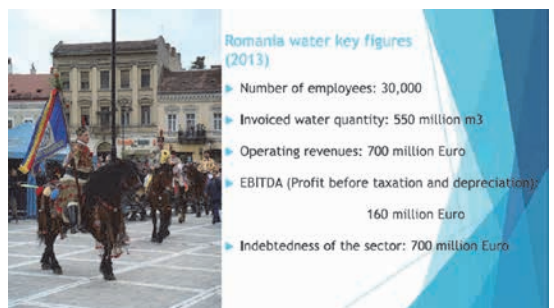 Romania water key figures
(2013)
Number of employees: 30,000
Invoiced water quantity: 550 million m3
Operating revenues: 700 million Euro
EBITDA (Profit before taxation and depreciation):
160 million Euro
Indebtedness of the sector: 700 million Euro